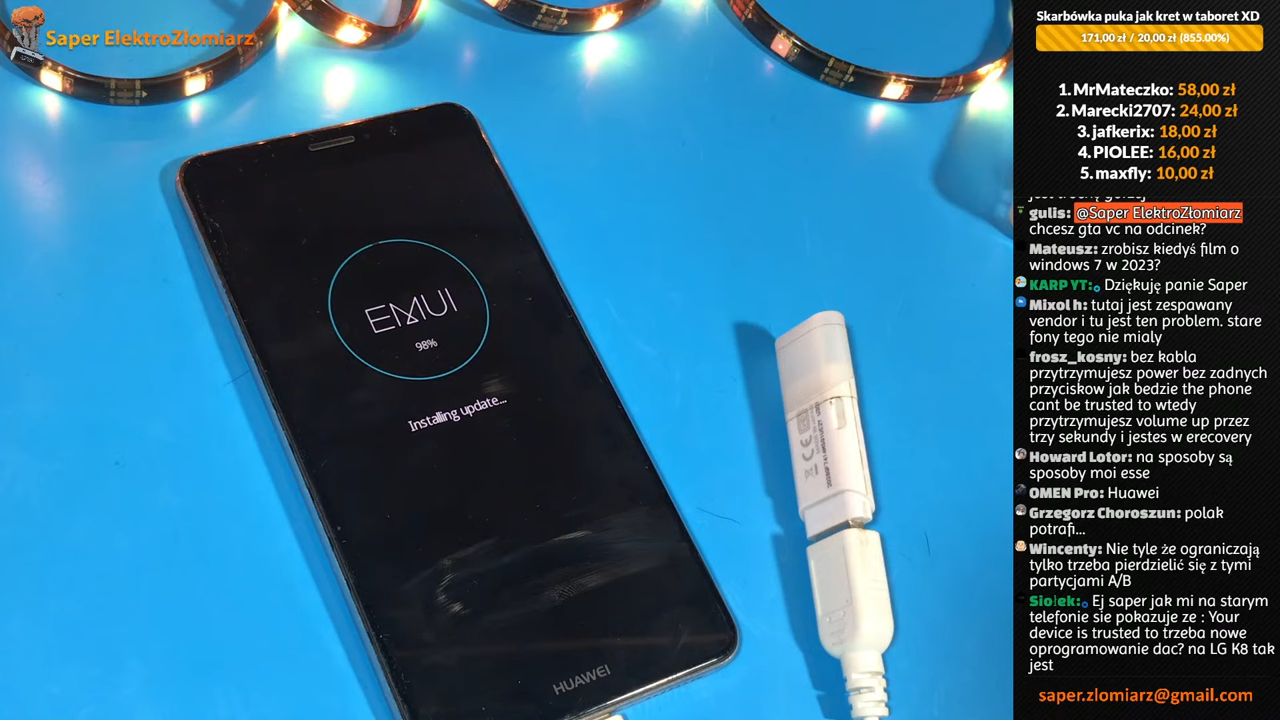 Saper ElektroZłomiarz
EMUI
98%
Installing update...
HUAWEI
Skarbówka puka jak kret w taboret XD
171,00 zł / 20,00 zł (855.00%)
1. MrMateczko: 58,00 zł
2. Marecki2707: 24,00 zł
3. jafkerix: 18,00 zł
4. PIOLEE: 16,00 zł
5. maxfly: 10,00 zł
gulis: @Saper ElektroZłomiarz
chcesz gta vc na odcinek?
Mateusz: zrobisz kiedyś film o
windows 7 w 2023?
KARP YT: Dziękuję panie Saper
Mixol h: tutaj jest zespawany
vendor i tu jest ten problem. stare
fony tego nie mialy
frosz_kosny: bez kabla
przytrzymujesz power bez zadnych
przyciskow jak bedzie the phone
cant be trusted to wtedy
przytrzymujesz volume up przez
trzy sekundy i jestes w erecovery
Howard Lotor: na sposoby są
sposoby moi esse
OMEN Pro: Huawei
Grzegorz Choroszun: polak
potrafi...
Wincenty: Nie tyle że ograniczają
tylko trzeba pierdzielić się z tymi
partycjami A/B
Siołek: Ej saper jak mi na starym
telefonie sie pokazuje ze : Your
device is trusted to trzeba nowe
oprogramowanie dac? na LG K8 tak
jest
saper.zlomiarz@gmail.com